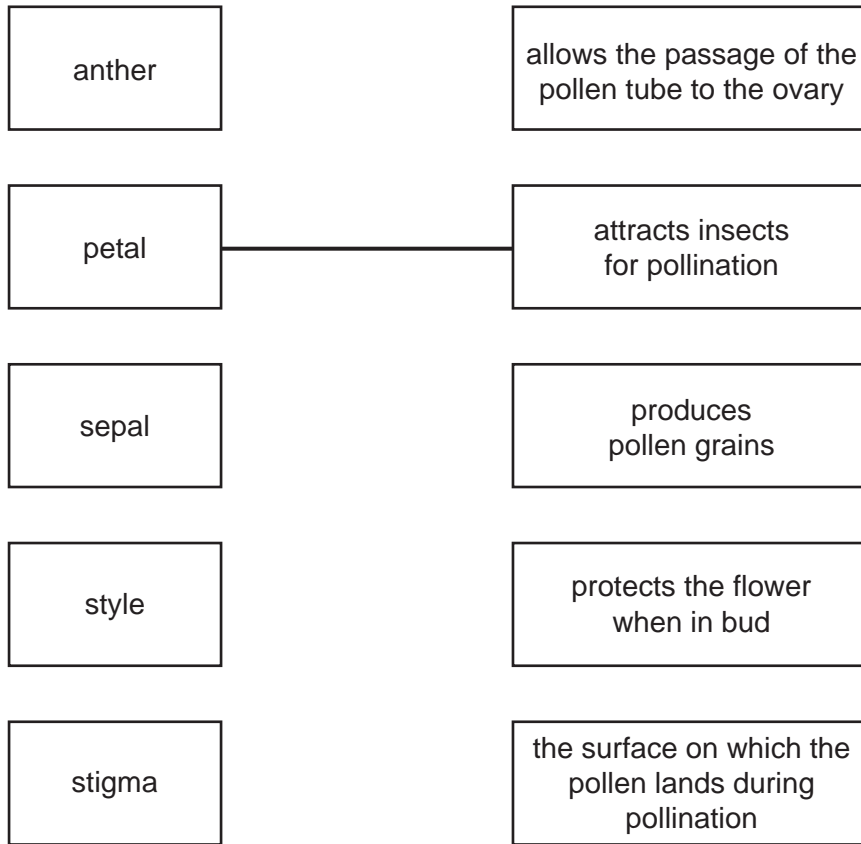 anther
allows the passage of the
pollen tube to the ovary
petal
attracts insects
for pollination
sepal
produces
pollen grains
style
protects the flower
when in bud
stigma
the surface on which the
pollen lands during
pollination